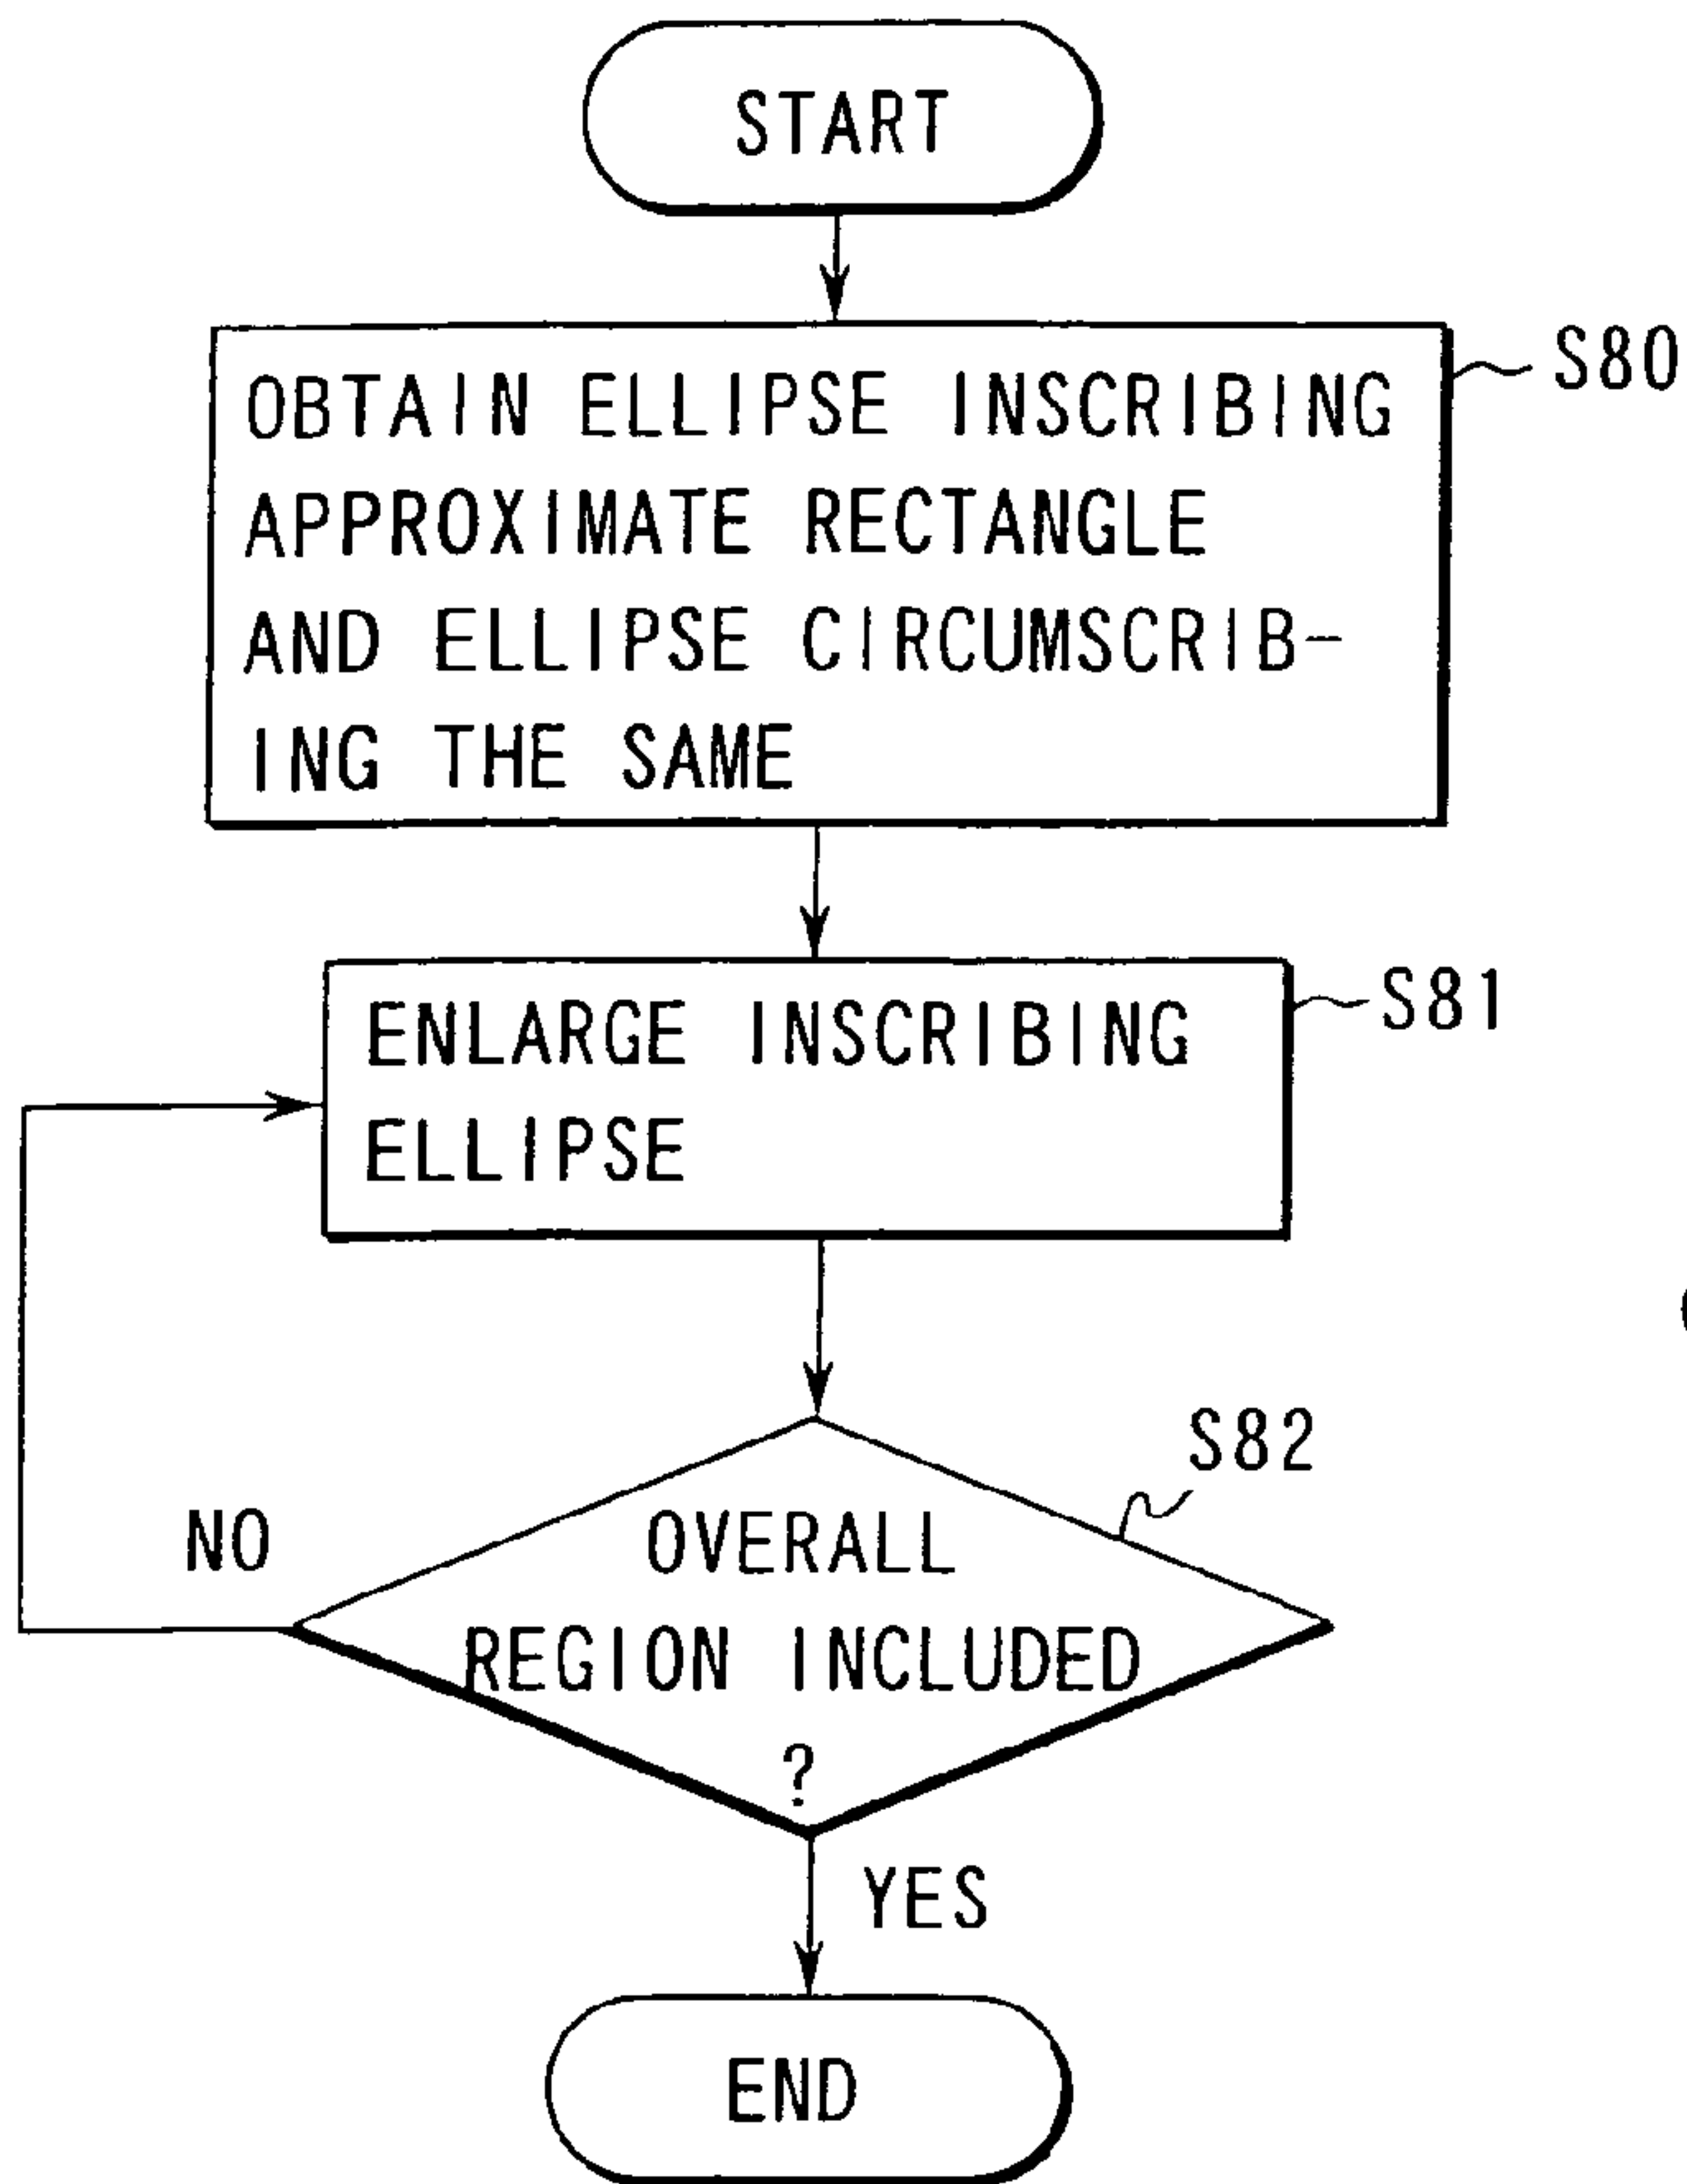 START
OBTAIN ELLIPSE INSCRIBING
APPROXIMATE RECTANGLE
AND ELLIPSE CIRCUMSCRIB-
ING THE SAME
S80
ENLARGE INSCRIBING
ELLIPSE
S81
S82
NO
OVERALL
REGION INCLUDED
?
YES
END